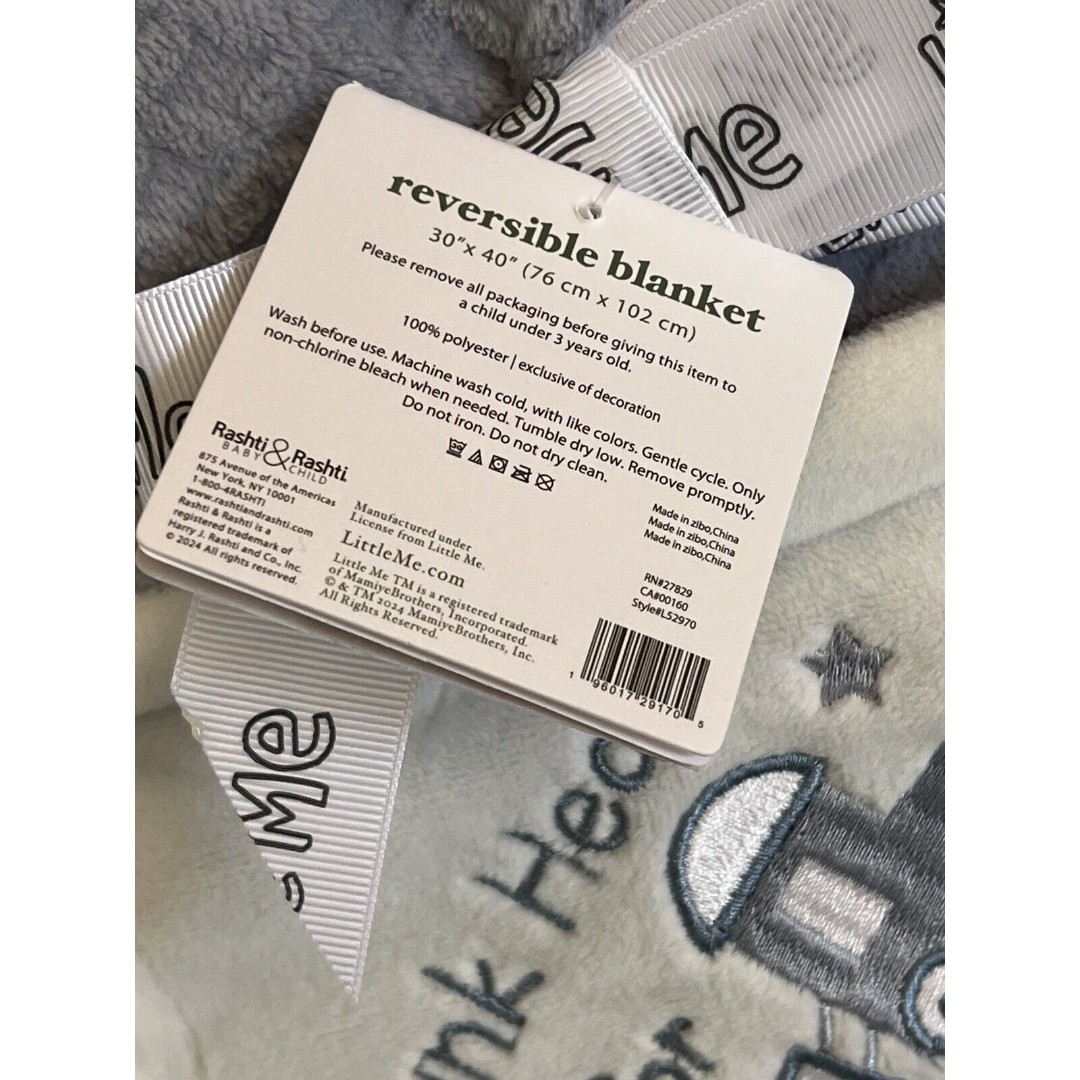 reversible blanket
30"x 40" (76 cm x 102 cm)
Please remove all packaging before giving this item to
a child under 3 years old.
100% polyester | exclusive of decoration
Wash before use. Machine wash cold, with like colors. Gentle cycle. Only
non-chlorine bleach when needed. Tumble dry low. Remove promptly.
Do not iron. Do not dry clean.
Rashti & Rashti
BABY CHILD
875 Avenue of the Americas
New York, NY 10001
1-800-4RASHTI
www.rashtiandrashti.com
Rashti & Rashti is a
registered trademark of
Harry J. Rashti and Co., Inc.
© 2024 All rights reserved.
Manufactured under
License from Little Me.
LittleMe.com
Little Me TM is a registered trademark
of MamiyeBrothers, Incorporated.
© & TM 2024 MamiyeBrothers, Inc.
All Rights Reserved.
Made in zibo,China
Made in zibo,China
Made in zibo,China
RN#27829
CA#00160
Style#L52970
1 96017 29170 5
Me
Me